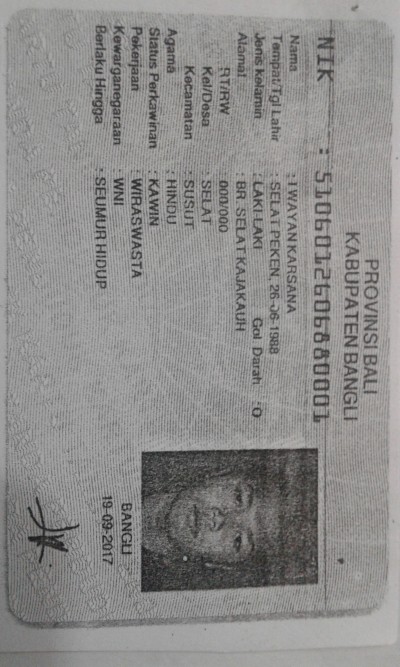 PROVINSI BALI
KABUPATEN BANGLI
NIK : 5106012606880001
Nama : I WAYAN KARSANA
Tempat/Tgl Lahir : SELAT PEKEN, 26-06-1988
Jenis kelamin : LAKI-LAKI Gol Darah : O
Alamat : BR SELAT KAJAKAUH
RT/RW : 000/000
Kel/Desa : SELAT
Kecamatan : SUSUT
Agama : HINDU
Status Perkawinan : KAWIN
Pekerjaan : WIRASWASTA
Kewarganegaraan : WNI
Berlaku Hingga : SEUMUR HIDUP
BANGLI
19-09-2017